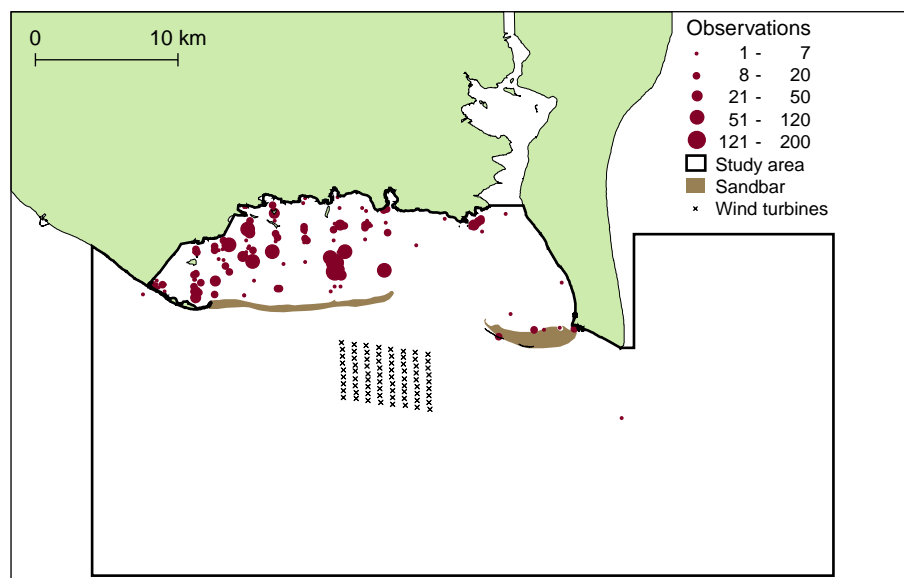 0 10 km
Observations
1 - 7
8 - 20
21 - 50
51 - 120
121 - 200
Study area
Sandbar
Wind turbines